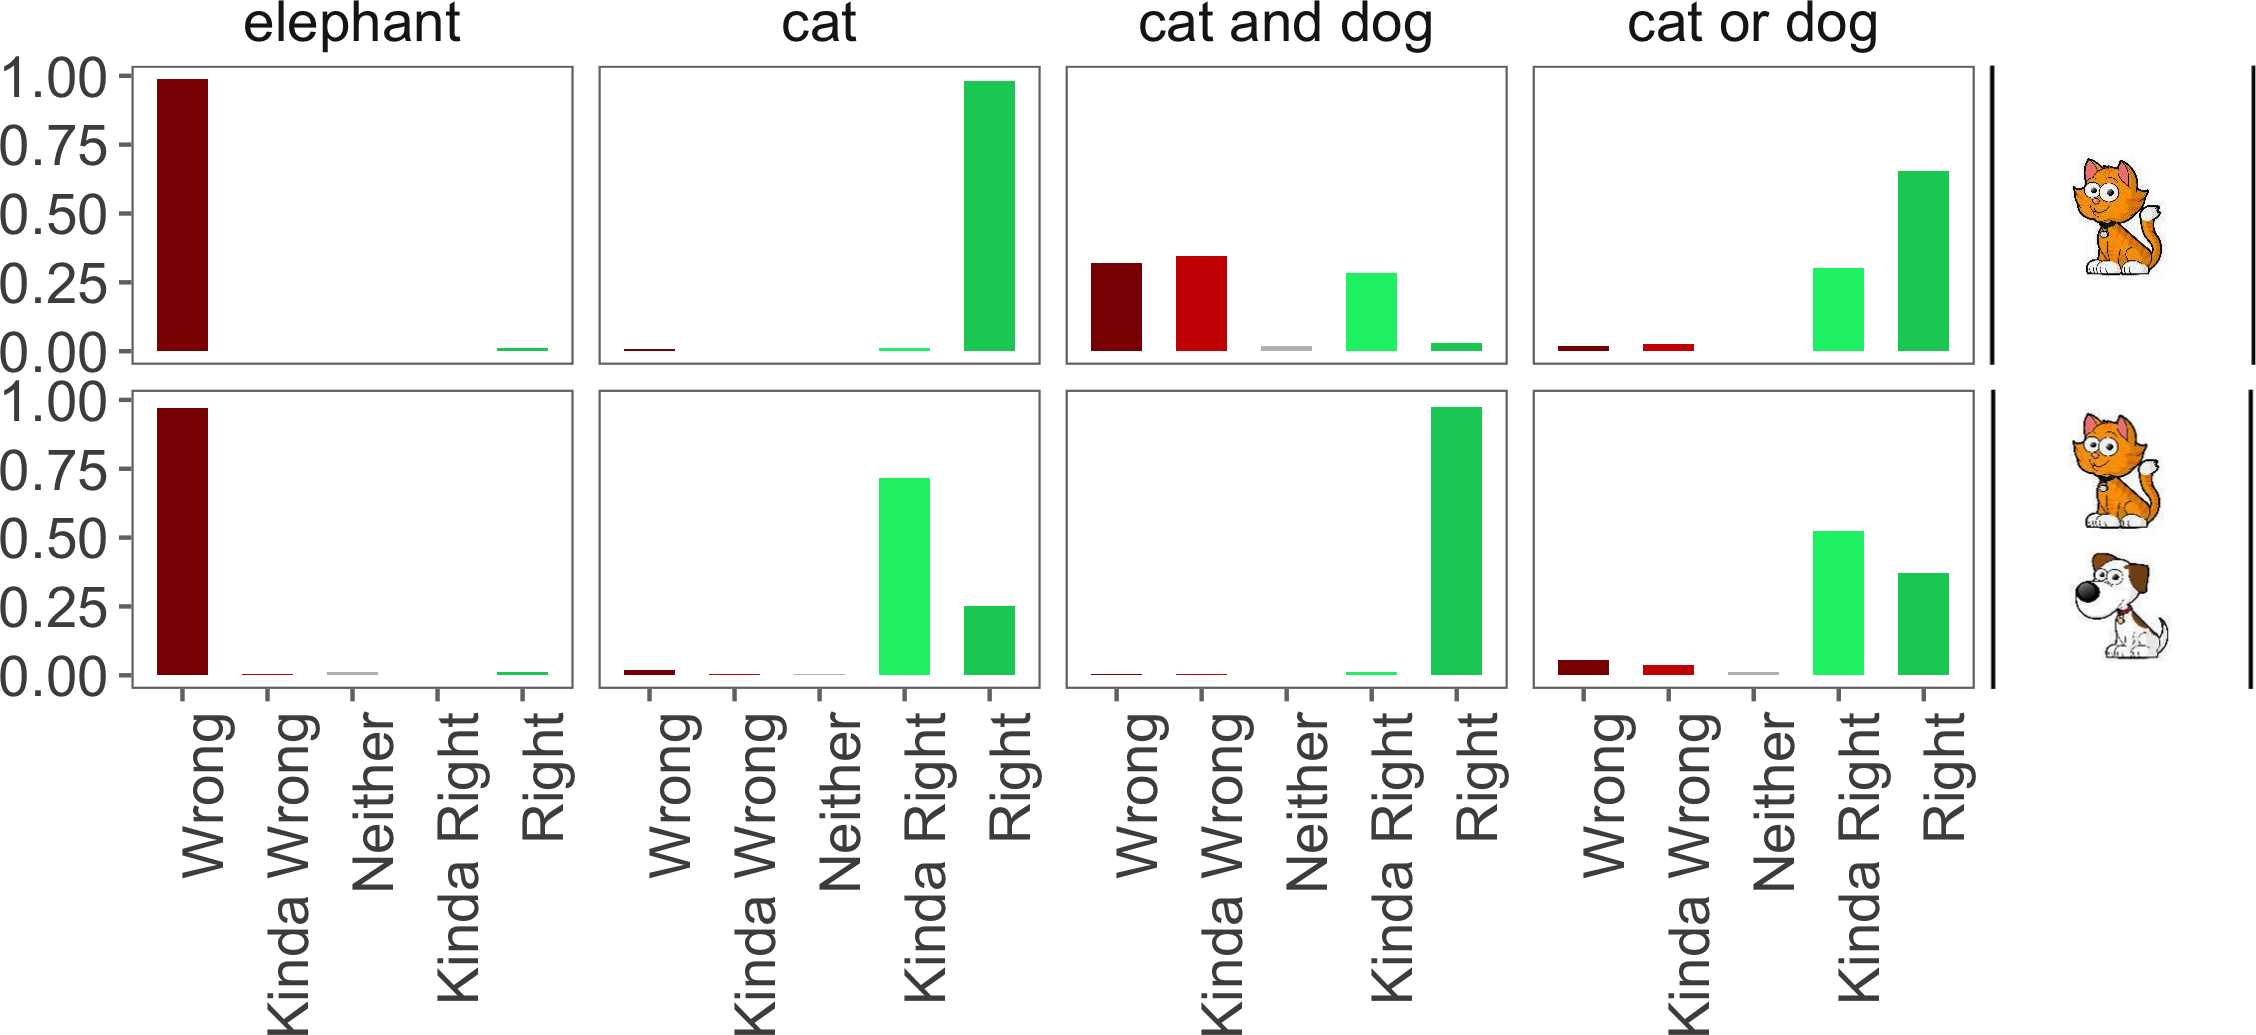 elephant cat cat and dog cat or dog
1.00
0.75
0.50
0.25
0.00
1.00
0.75
0.50
0.25
0.00
Wrong
Kinda Wrong
Neither
Kinda Right
Right
Wrong
Kinda Wrong
Neither
Kinda Right
Right
Wrong
Kinda Wrong
Neither
Kinda Right
Right
Wrong
Kinda Wrong
Neither
Kinda Right
Right